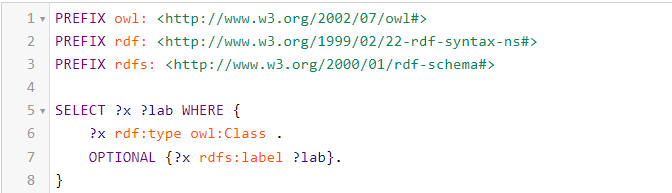 1 PREFIX owl: <http://www.w3.org/2002/07/owl#>
2 PREFIX rdf: <http://www.w3.org/1999/02/22-rdf-syntax-ns#>
3 PREFIX rdfs: <http://www.w3.org/2000/01/rdf-schema#>
4
5 SELECT ?x ?lab WHERE {
6     ?x rdf:type owl:Class .
7     OPTIONAL {?x rdfs:label ?lab}.
8 }